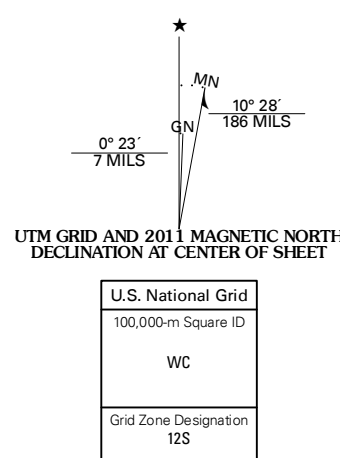 MN
10° 28´
186 MILS
GN
0° 23´
7 MILS
UTM GRID AND 2011 MAGNETIC NORTH
DECLINATION AT CENTER OF SHEET
U.S. National Grid
100,000-m Square ID
WC
Grid Zone Designation
12S